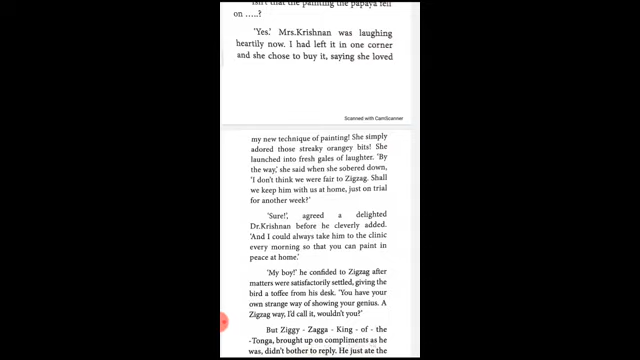 isn't that the painting the papaya fell
on .....?
'Yes.' Mrs.Krishnan was laughing
heartily now. I had left it in one corner
and she chose to buy it, saying she loved
Scanned with CamScanner
my new technique of painting! She simply
adored those streaky orangey bits! She
launched into fresh gales of laughter. 'By
the way,' she said when she sobered down,
'I don't think we were fair to Zigzag. Shall
we keep him with us at home, just on trial
for another week?'
'Sure!', agreed a delighted
Dr.Krishnan before he cleverly added.
'And I could always take him to the clinic
every morning so that you can paint in
peace at home.'
'My boy!' he confided to Zigzag after
matters were satisfactorily settled, giving the
bird a toffee from his desk. 'You have your
own strange way of showing your genius. A
Zigzag way, I'd call it, wouldn't you?'
But Ziggy - Zagga - King - of - the
-Tonga, brought up on compliments as he
was, didn't bother to reply. He just ate the